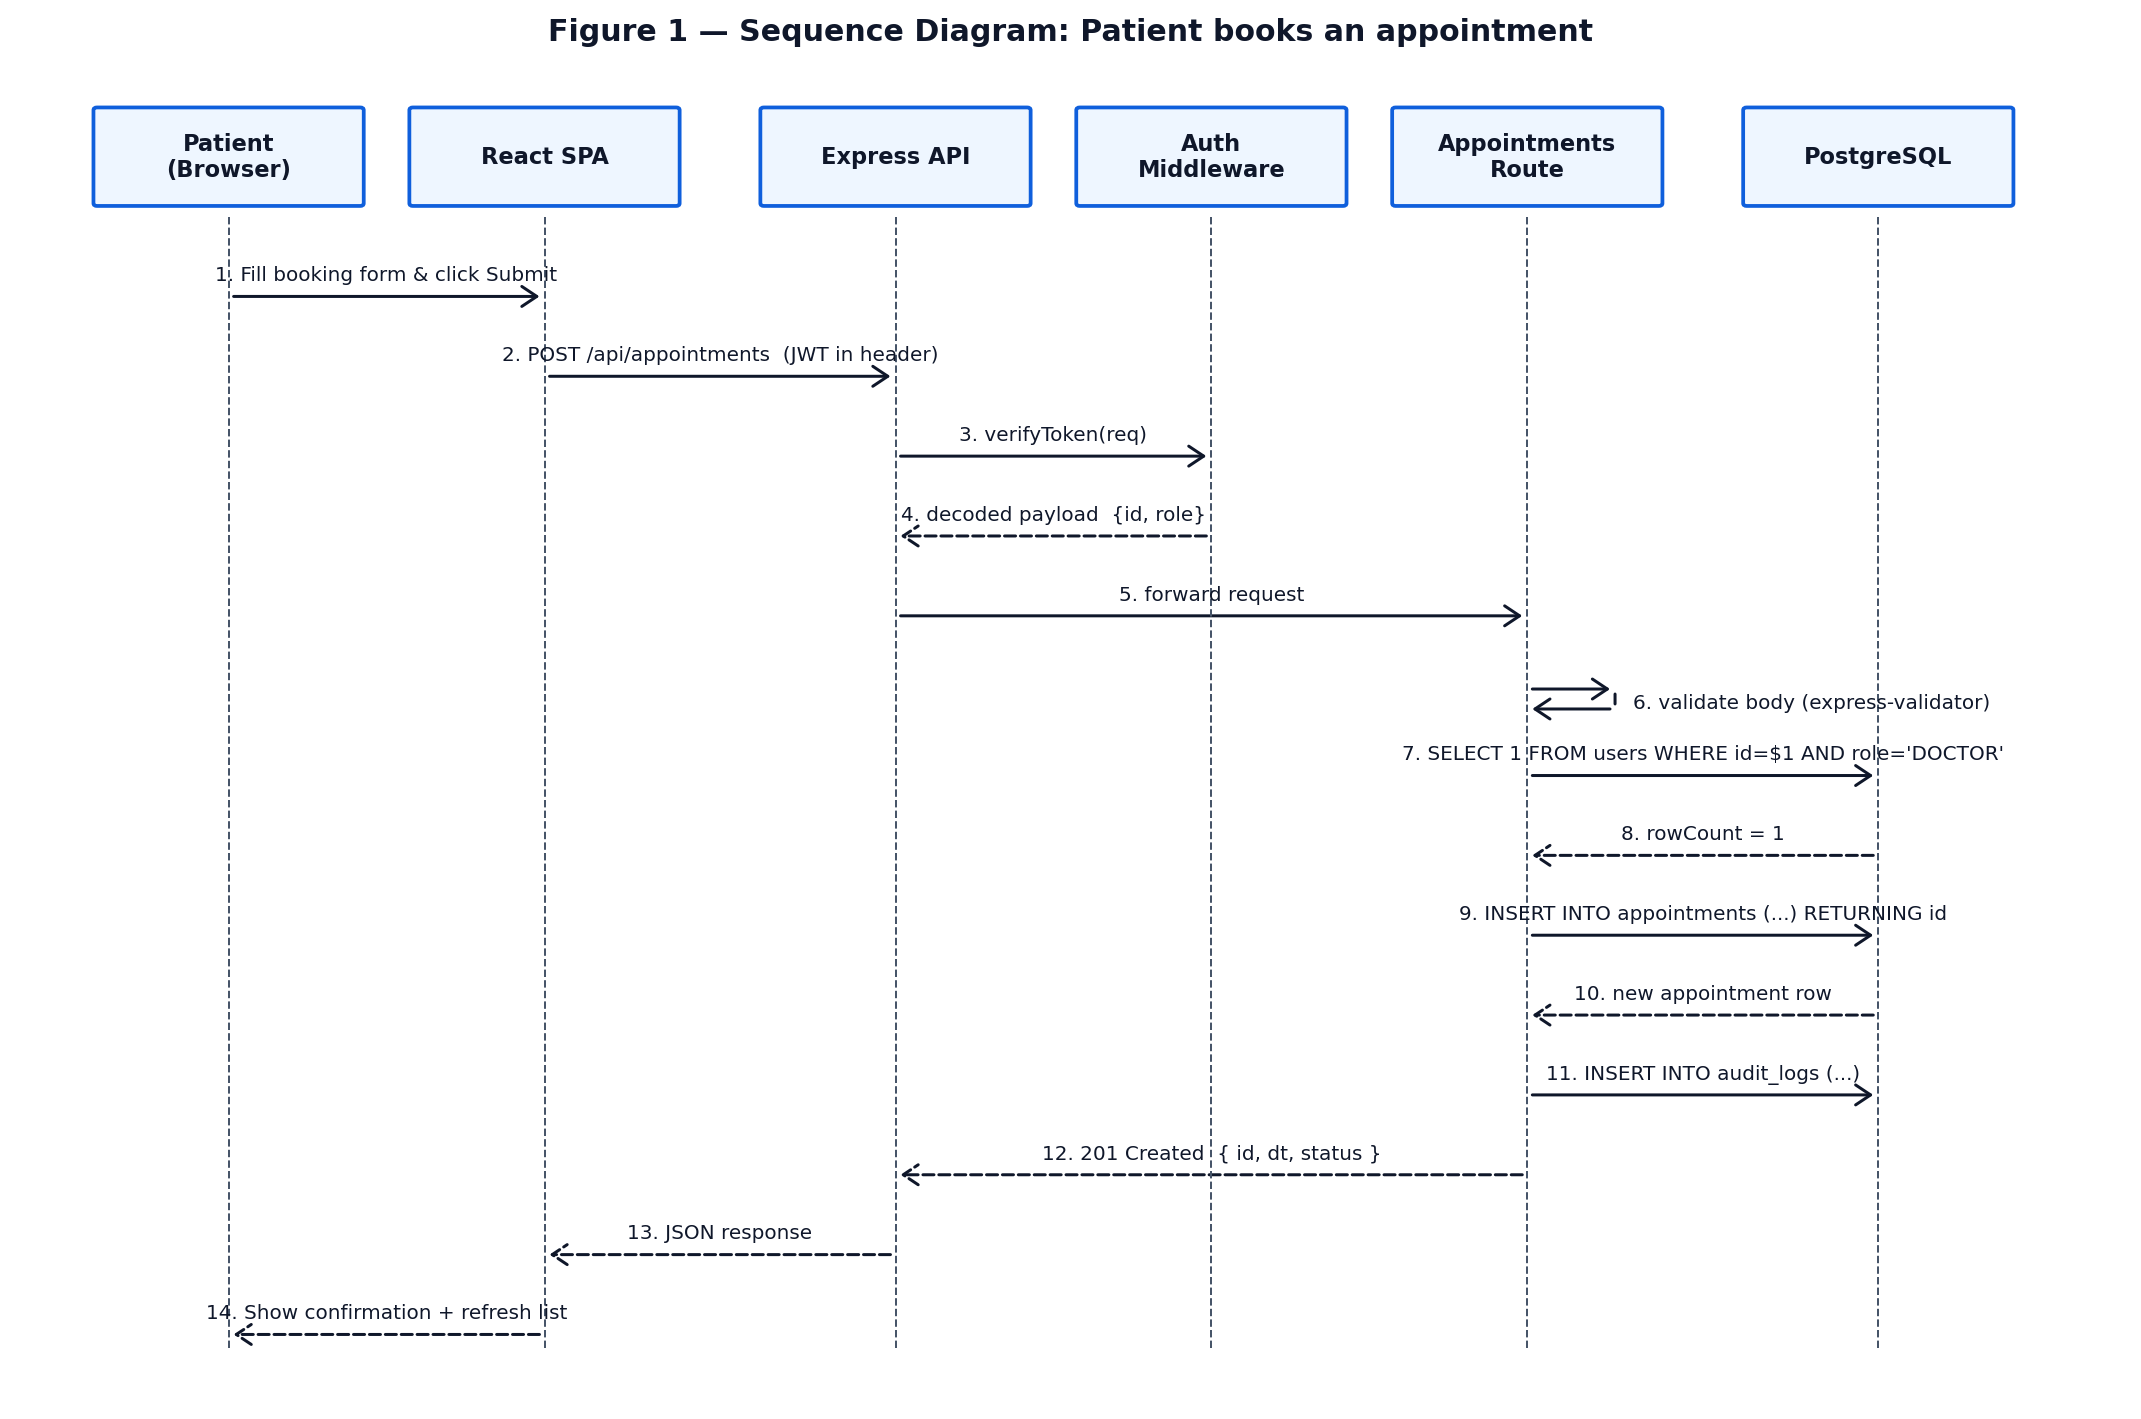 Figure 1 — Sequence Diagram: Patient books an appointment
Patient
(Browser)
React SPA
Express API
Auth
Middleware
Appointments
Route
PostgreSQL
1. Fill booking form & click Submit
2. POST /api/appointments  (JWT in header)
3. verifyToken(req)
4. decoded payload  {id, role}
5. forward request
6. validate body (express-validator)
7. SELECT 1 FROM users WHERE id=$1 AND role='DOCTOR'
8. rowCount = 1
9. INSERT INTO appointments (...) RETURNING id
10. new appointment row
11. INSERT INTO audit_logs (...)
12. 201 Created  { id, dt, status }
13. JSON response
14. Show confirmation + refresh list